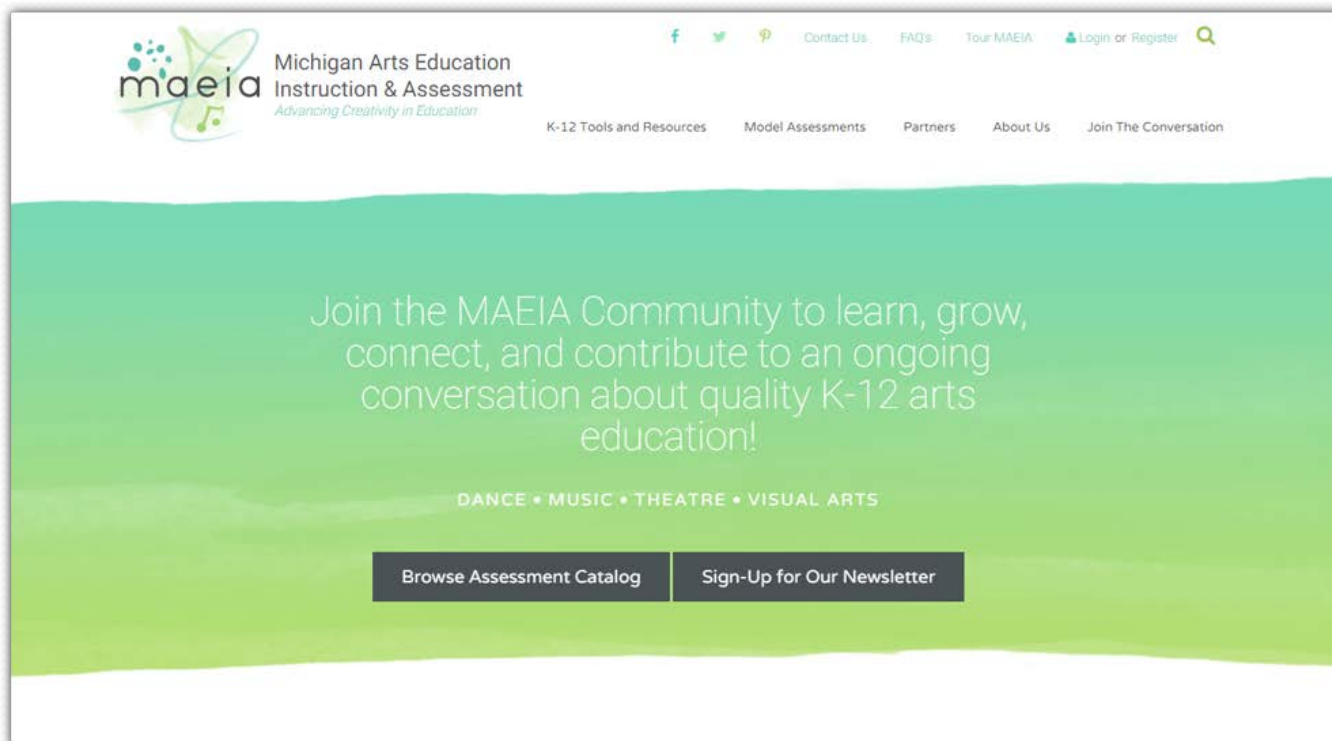 Contact Us FAQ's Tour MAEIA Login or Register
maeia
Michigan Arts Education
Instruction & Assessment
Advancing Creativity in Education
K-12 Tools and Resources Model Assessments Partners About Us Join The Conversation
Join the MAEIA Community to learn, grow,
connect, and contribute to an ongoing
conversation about quality K-12 arts
education!
DANCE • MUSIC • THEATRE • VISUAL ARTS
Browse Assessment Catalog Sign-Up for Our Newsletter